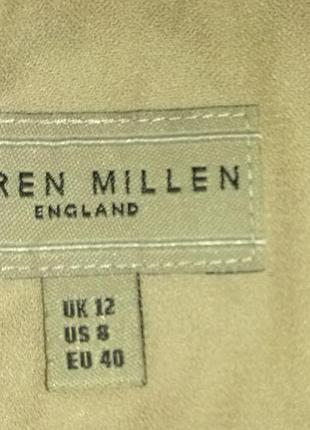 REN MILLEN
ENGLAND
UK 12
US 8
EU 40